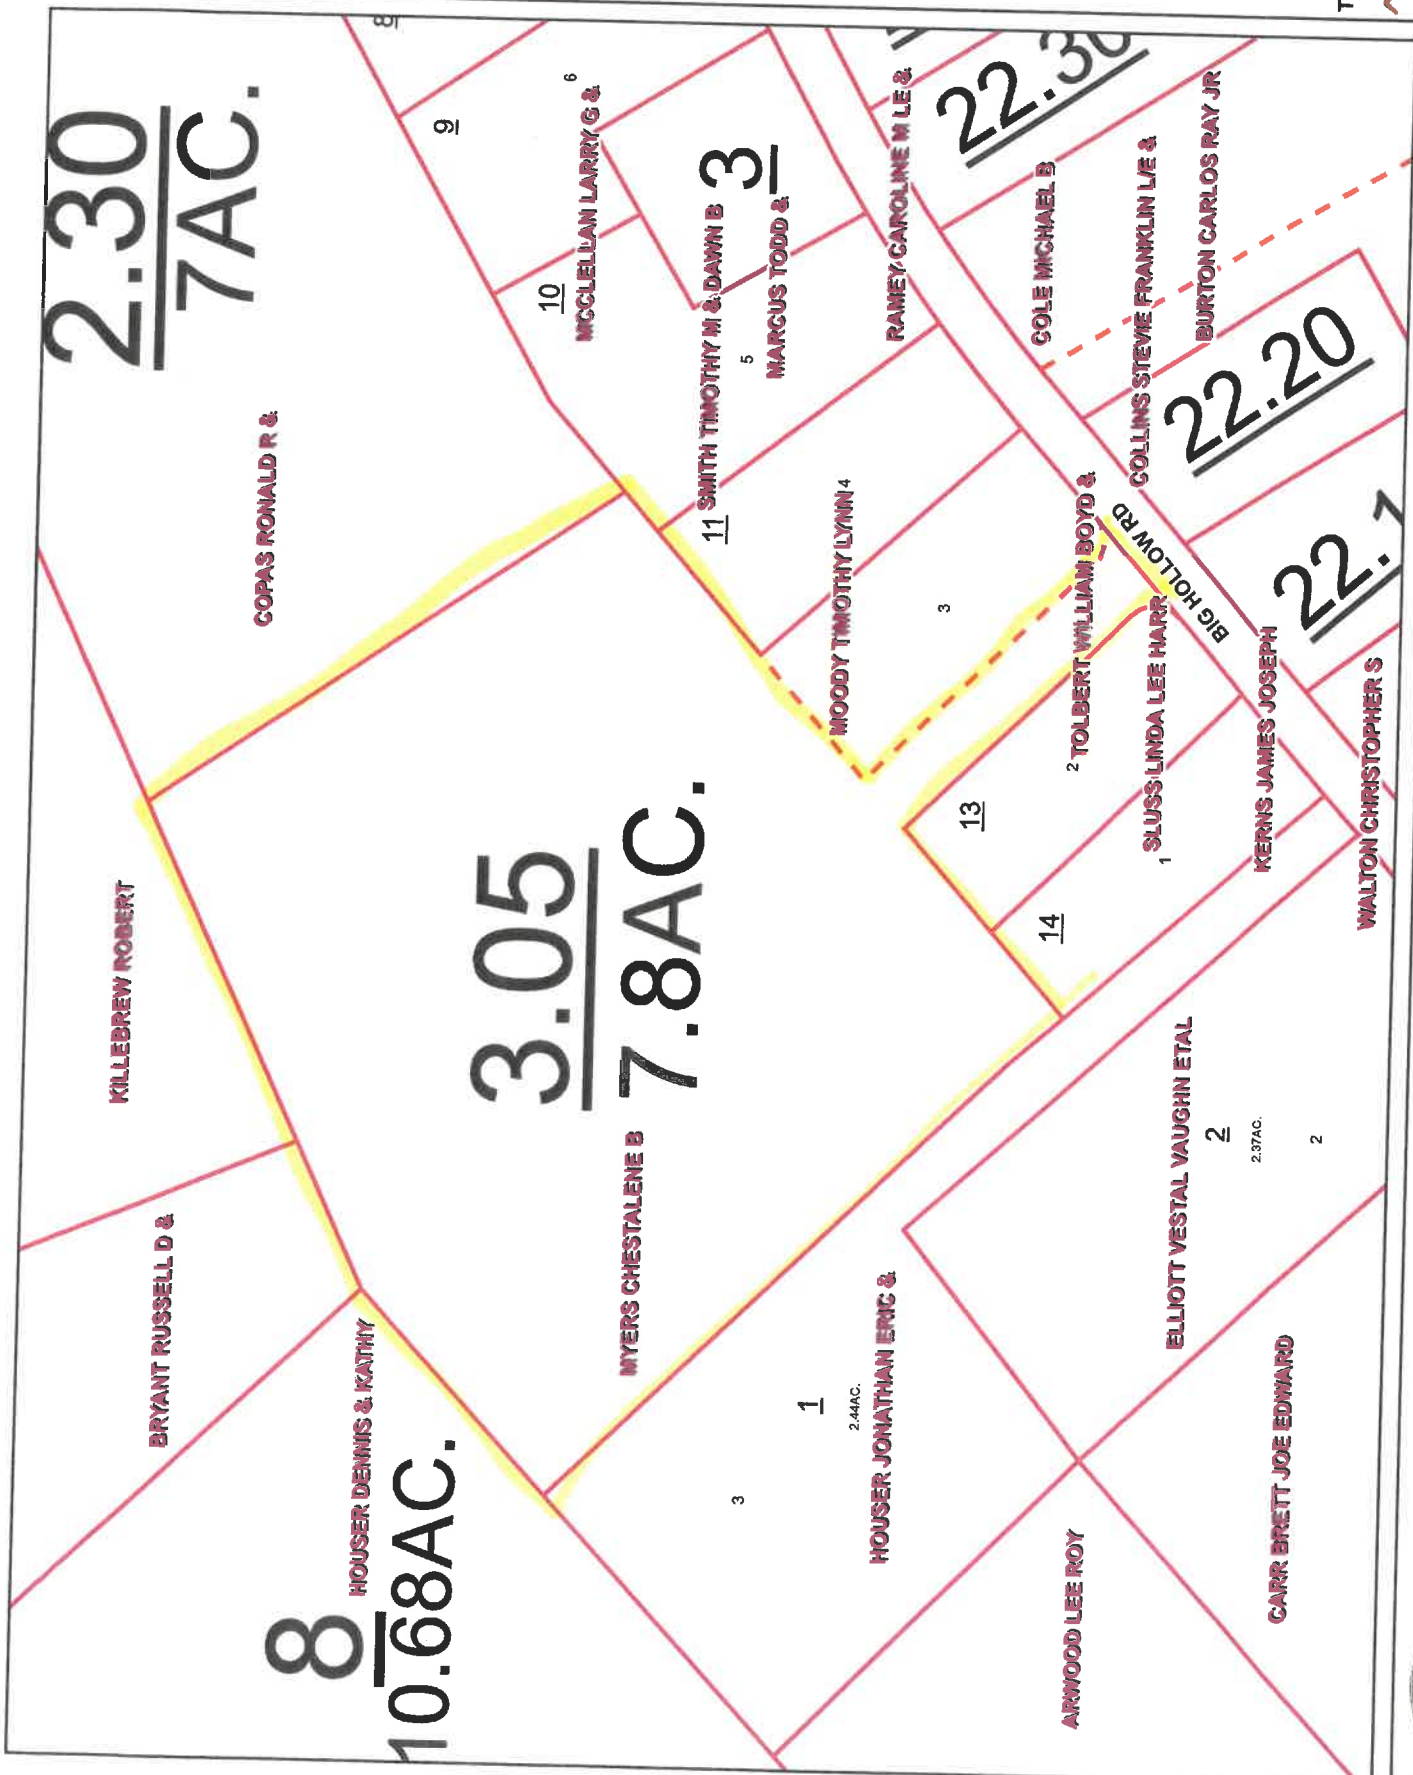 2.30
7AC.
COPAS RONALD R &
KILLEBREW ROBERT
BRYANT RUSSELL D &
HOUSER DENNIS & KATHY
8
10.68AC.
3.05
7.8AC.
MYERS CHESTALENE B
8
9
10
MCCLELLAN LARRY G &
6
3
SMITH TIMOTHY M & DAWN B
5
MARCUS TODD &
11
MOODY TIMOTHY LYNN
4
3
RAMEY CAROLINE M LE &
22.30
COLE MICHAEL B
COLLINS STEVIE FRANKLIN L/E &
BURTON CARLOS RAY JR
22.20
22.1
BIG HOLLOW RD
2
TOLBERT WILLIAM BOYD &
13
SLUSS LINDA LEE HARR
1
14
KERNS JAMES JOSEPH
WALTON CHRISTOPHER S
ELLIOTT VESTAL VAUGHN ETAL
2
2.37AC.
2
1
2.44AC.
HOUSER JONATHAN ERIC &
3
ARWOOD LEE ROY
CARR BRETT JOE EDWARD
T